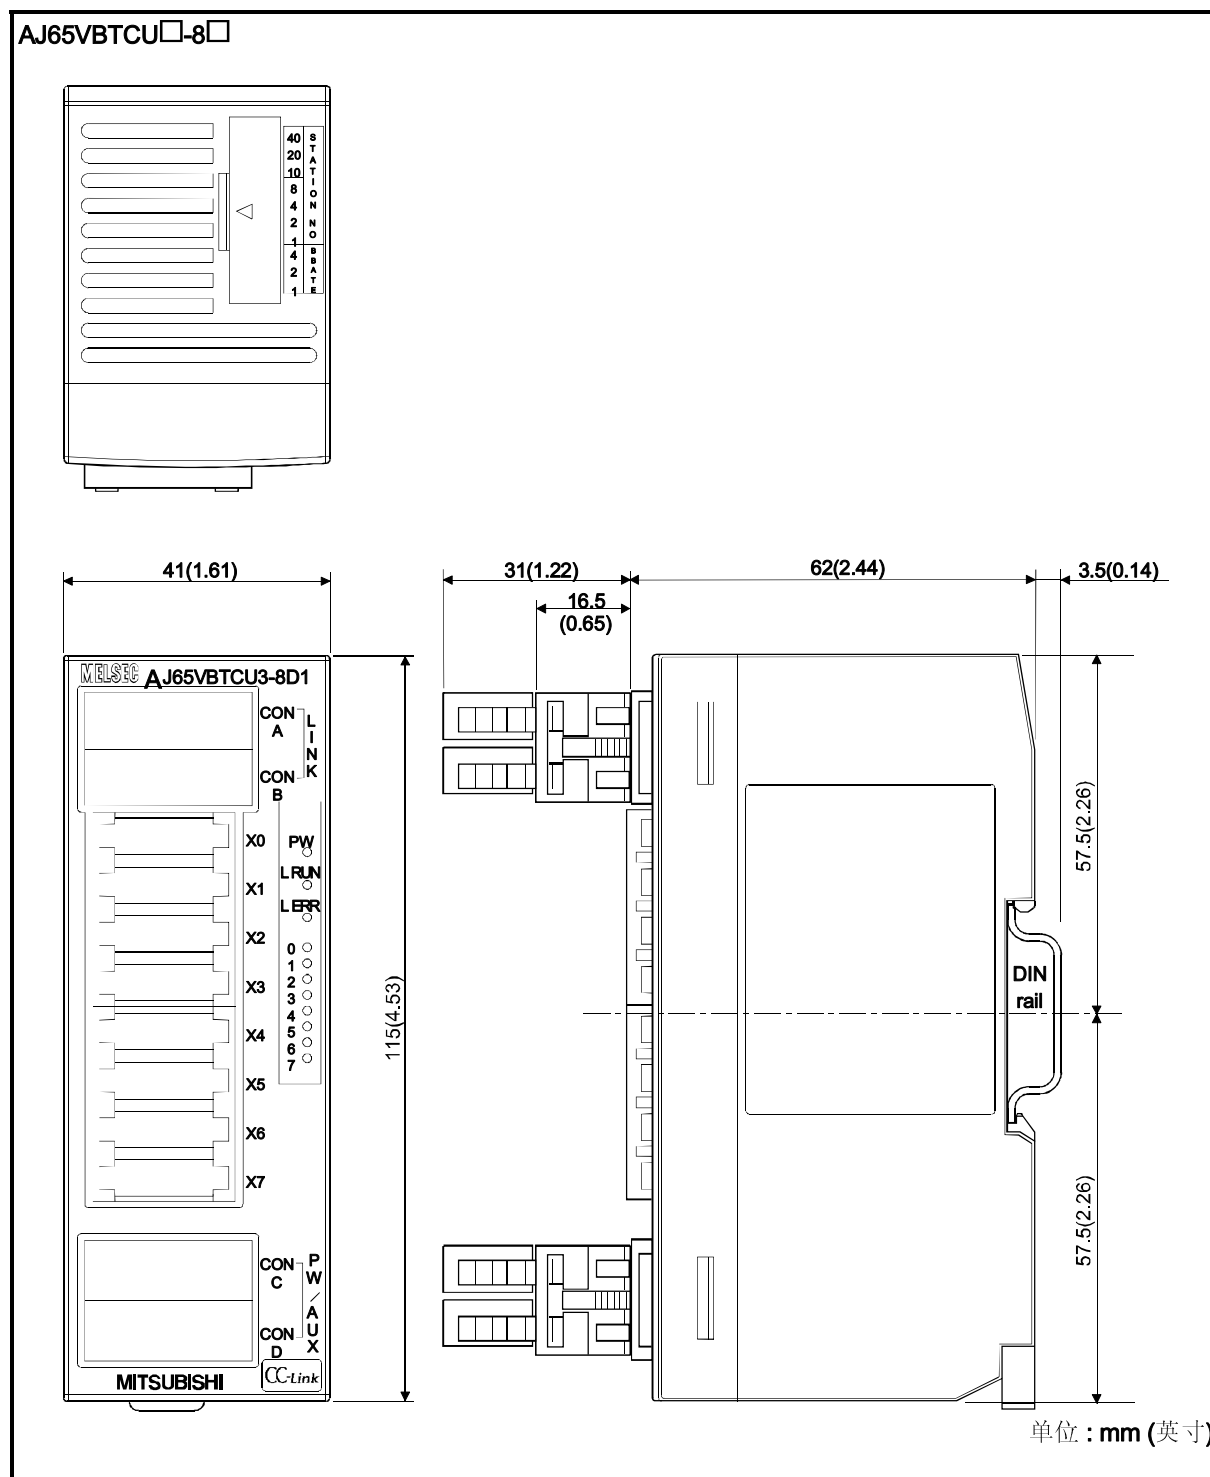 AJ65VBTCU□-8□
40
20
10
8
4
2
1
STATION NO
4
2
1
BBATE
41(1.61)
31(1.22)
62(2.44)
3.5(0.14)
16.5
(0.65)
MELSEC AJ65VBTCU3-8D1
CON
A
CON
B
LINK
X0
X1
X2
X3
X4
X5
X6
X7
PW
L RUN
L ERR
0
1
2
3
4
5
6
7
115(4.53)
57.5(2.26)
DIN
rail
57.5(2.26)
CON
C
CON
D
PW/AUX
MITSUBISHI
CC-Link
单位 : mm (英寸)